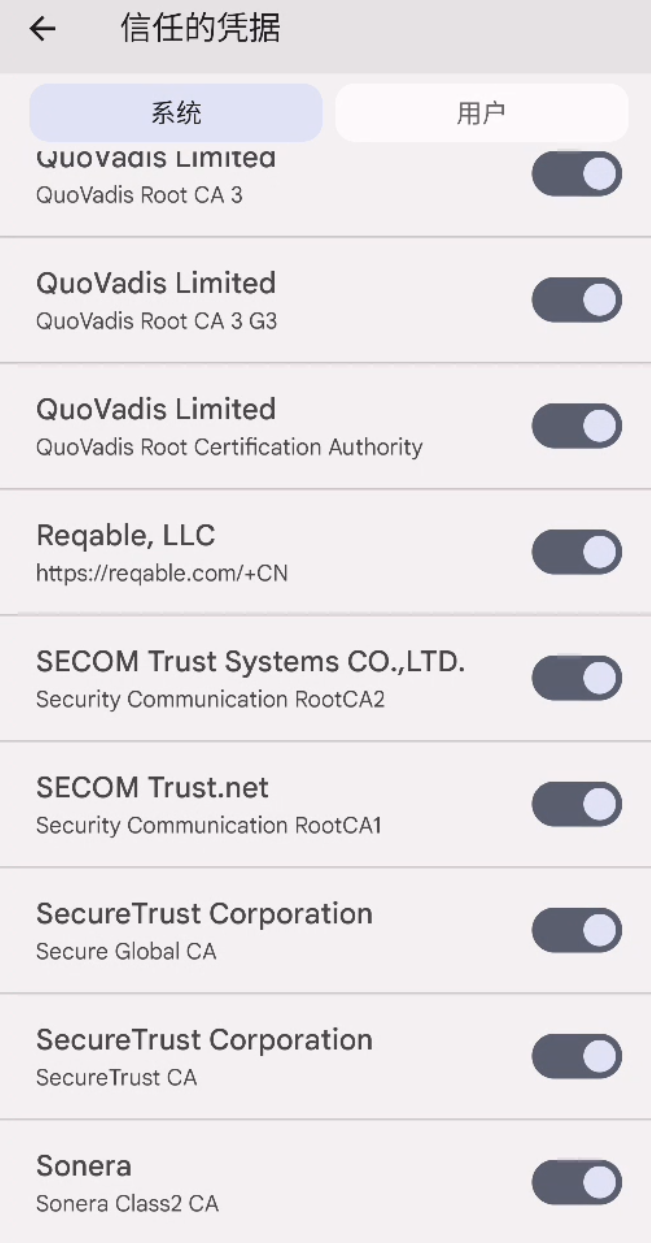 信任的凭据
系统
用户
QuoVadis Limited
QuoVadis Root CA 3
QuoVadis Limited
QuoVadis Root CA 3 G3
QuoVadis Limited
QuoVadis Root Certification Authority
Reqable, LLC
https://reqable.com/+CN
SECOM Trust Systems CO.,LTD.
Security Communication RootCA2
SECOM Trust.net
Security Communication RootCA1
SecureTrust Corporation
Secure Global CA
SecureTrust Corporation
SecureTrust CA
Sonera
Sonera Class2 CA